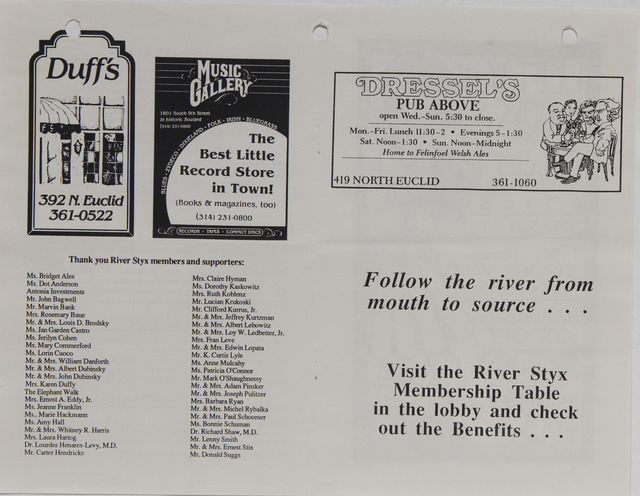 Duff's
392 N. Euclid
361-0522
MUSIC
GALLERY
1801 South 9th Street
in historic Soulard
(314) 231-0800
BLUES · ZYDECO · DIXIELAND · FOLK · IRISH · BLUEGRASS
The
Best Little
Record Store
in Town!
(Books & magazines, too)
(314) 231-0800
RECORDS · TAPES · COMPACT DISCS
Thank you River Styx members and supporters:
Ms. Bridget Ales
Ms. Dot Anderson
Antonia Investments
Mr. John Bagwell
Mr. Marvin Bank
Mrs. Rosemary Baue
Mr. & Mrs. Louis D. Brodsky
Ms. Jan Garden Castro
Ms. Jerilyn Cohen
Ms. Mary Commerford
Ms. Lorin Cuoco
Mr. & Mrs. William Danforth
Mr. & Mrs. Albert Dubinsky
Mr. & Mrs. John Dubinsky
Mrs. Karen Duffy
The Elephant Walk
Mrs. Ernest A. Eddy, Jr.
Ms. Jeanne Franklin
Ms. Marie Hackmann
Ms. Amy Hall
Mr. & Mrs. Whitney R. Harris
Mrs. Laura Hartog
Dr. Lourdes Henares-Levy, M.D.
Mr. Carter Hendricks
Mrs. Claire Hyman
Ms. Dorothy Kaskowitz
Mrs. Ruth Koblenz
Mr. Lucian Krukoski
Mr. Clifford Kurrus, Jr.
Mr. & Mrs. Jeffrey Kurtzman
Mr. & Mrs. Albert Lebowitz
Mr. & Mrs. Loy W. Ledbetter, Jr.
Mrs. Fran Leve
Mr. & Mrs. Edwin Lopata
Mr. K. Curtis Lyle
Ms. Anne Mulcahy
Ms. Patricia O'Connor
Mr. Mark O'Shaughnessy
Mr. & Mrs. Adam Pinsker
Mr. & Mrs. Joseph Pulitzer
Mrs. Barbara Ryan
Mr. & Mrs. Michel Rybalka
Mr. & Mrs. Paul Schoomer
Ms. Bonnie Schuman
Dr. Richard Shaw, M.D.
Mr. Lenny Smith
Mr. & Mrs. Ernest Stix
Mr. Donald Suggs
DRESSEL'S
PUB ABOVE
open Wed.–Sun. 5:30 to close.
Mon.–Fri. Lunch 11:30–2 • Evenings 5–1:30
Sat. Noon–1:30 • Sun. Noon–Midnight
Home to Felinfoel Welsh Ales
419 NORTH EUCLID 361-1060
Follow the river from
mouth to source . . .
Visit the River Styx
Membership Table
in the lobby and check
out the Benefits . . .